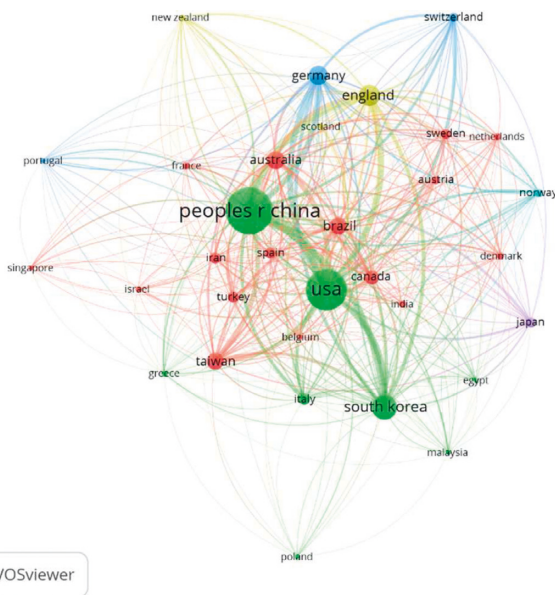 new zealand
switzerland
germany
england
scotland
sweden
netherlands
portugal
france
australia
austria
norway
peoples r china
brazil
iran
spain
denmark
singapore
israel
turkey
usa
canada
india
japan
belgium
taiwan
greece
egypt
italy
south korea
malaysia
poland
VOSviewer